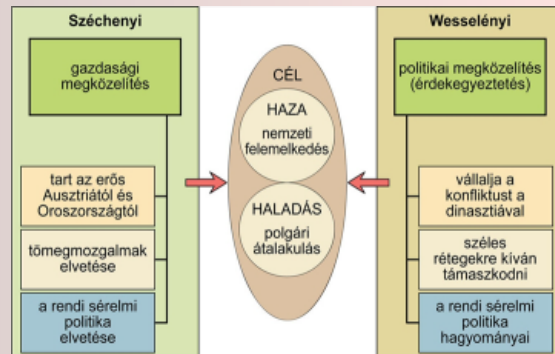 Széchenyi
gazdasági
megközelítés
tart az erős
Ausztriától és
Oroszországtól
tömegmozgalmak
elvetése
a rendi sérelmi
politika
elvetése
CÉL
HAZA
nemzeti
felemelkedés
HALADÁS
polgári
átalakulás
Wesselényi
politikai megközelítés
(érdekegyeztetés)
vállalja a
konfliktust a
dinasztiával
széles
rétegekre kíván
támaszkodni
a rendi sérelmi
politika
hagyományai